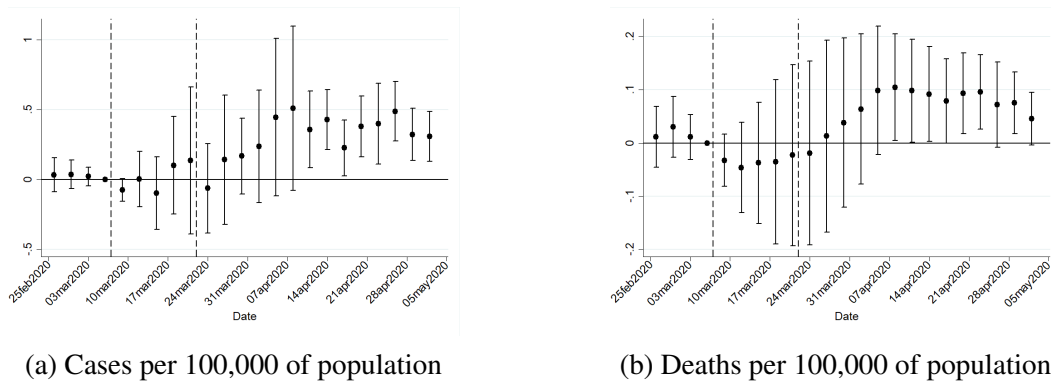 1
.5
0
-.5
25feb2020
03mar2020
10mar2020
17mar2020
24mar2020
31mar2020
07apr2020
14apr2020
21apr2020
28apr2020
05may2020
Date
(a) Cases per 100,000 of population
.2
.1
0
-.1
-.2
25feb2020
03mar2020
10mar2020
17mar2020
24mar2020
31mar2020
07apr2020
14apr2020
21apr2020
28apr2020
05may2020
Date
(b) Deaths per 100,000 of population